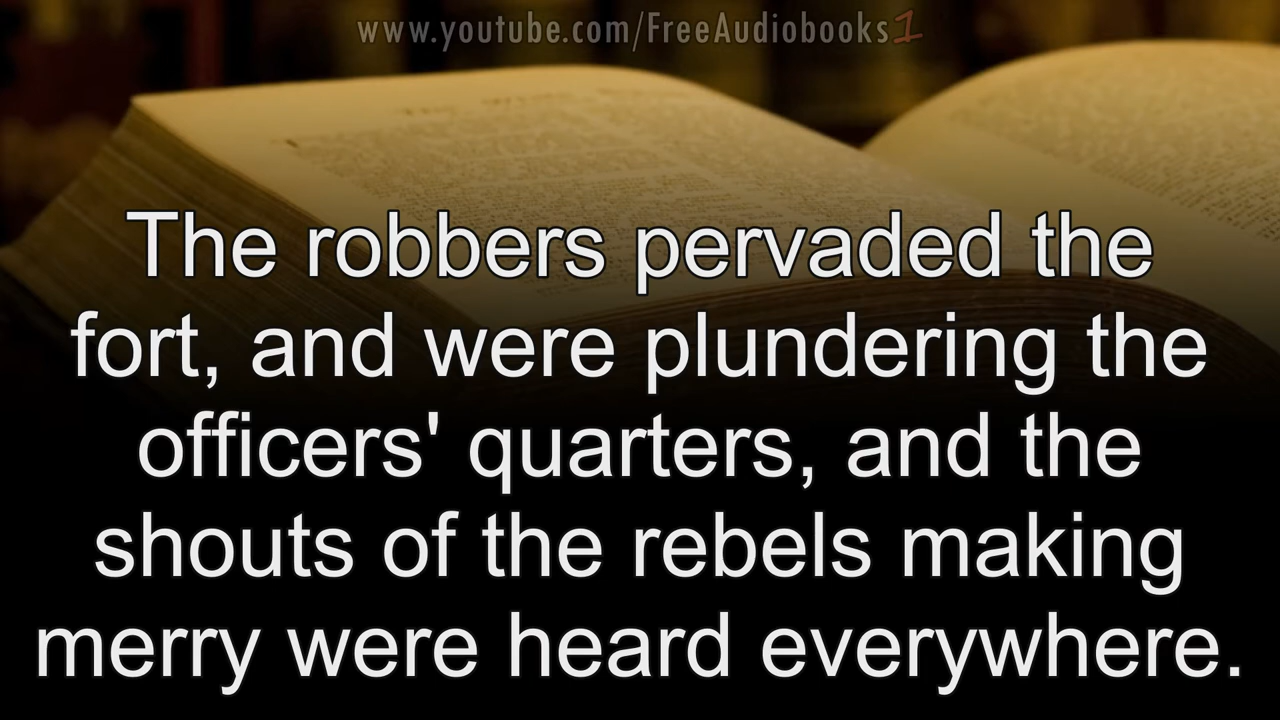 www.youtube.com/FreeAudiobooks1
The robbers pervaded the
fort, and were plundering the
officers' quarters, and the
shouts of the rebels making
merry were heard everywhere.